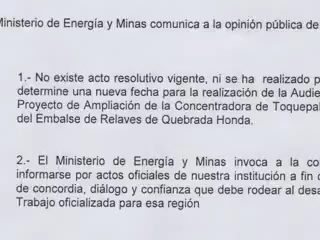 Ministerio de Energía y Minas comunica a la opinión pública de
1.- No existe acto resolutivo vigente, ni se ha realizado p
determine una nueva fecha para la realización de la Audie
Proyecto de Ampliación de la Concentradora de Toquepal
del Embalse de Relaves de Quebrada Honda.
2.- El Ministerio de Energía y Minas invoca a la co
informarse por actos oficiales de nuestra institución a fin d
de concordia, diálogo y confianza que debe rodear al desa
Trabajo oficializada para esa región